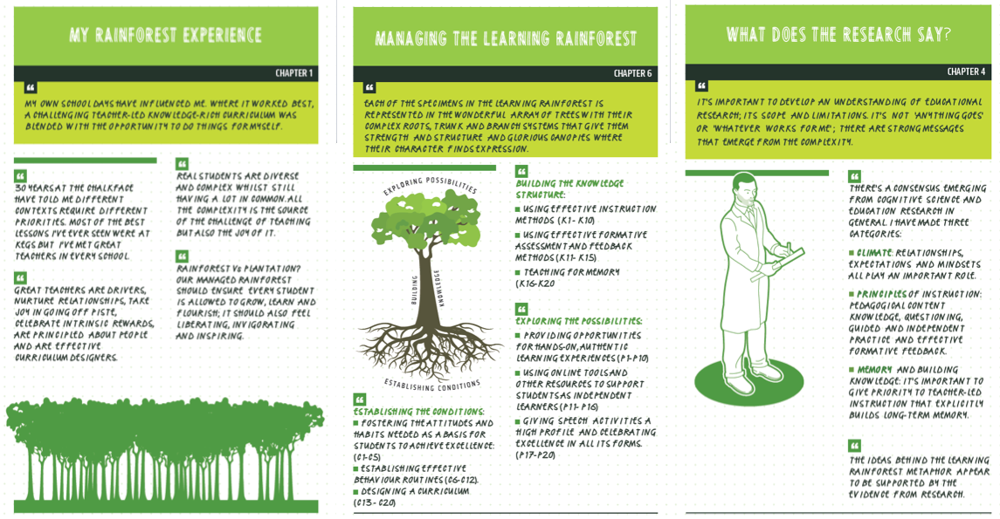 MY RAINFOREST EXPERIENCE
CHAPTER 1
MY OWN SCHOOL DAYS HAVE INFLUENCED ME. WHERE IT WORKED BEST,
A CHALLENGING TEACHER-LED KNOWLEDGE-RICH CURRICULUM WAS
BLENDED WITH THE OPPORTUNITY TO DO THINGS FOR MYSELF.
30 YEARS AT THE CHALKFACE
HAVE TOLD ME DIFFERENT
CONTEXTS REQUIRE DIFFERENT
PRIORITIES. MOST OF THE BEST
LESSONS I'VE EVER SEEN WERE AT
KEGS BUT I'VE MET GREAT
TEACHERS IN EVERY SCHOOL.
GREAT TEACHERS ARE DRIVERS,
NURTURE RELATIONSHIPS, TAKE
JOY IN GOING OFF PISTE,
CELEBRATE INTRINSIC REWARDS,
ARE PRINCIPLED ABOUT PEOPLE
AND ARE EFFECTIVE
CURRICULUM DESIGNERS.
REAL STUDENTS ARE DIVERSE
AND COMPLEX WHILST STILL
HAVING A LOT IN COMMON. ALL
THE COMPLEXITY IS THE SOURCE
OF THE CHALLENGE OF TEACHING
BUT ALSO THE JOY OF IT.
RAINFOREST Vs PLANTATION?
OUR MANAGED RAINFOREST
SHOULD ENSURE EVERY STUDENT
IS ALLOWED TO GROW, LEARN AND
FLOURISH; IT SHOULD ALSO FEEL
LIBERATING, INVIGORATING
AND INSPIRING.
MANAGING THE LEARNING RAINFOREST
CHAPTER 6
EACH OF THE SPECIMENS IN THE LEARNING RAINFOREST IS
REPRESENTED IN THE WONDERFUL ARRAY OF TREES WITH THEIR
COMPLEX ROOTS, TRUNK AND BRANCH SYSTEMS THAT GIVE THEM
STRENGTH AND STRUCTURE AND GLORIOUS CANOPIES WHERE
THEIR CHARACTER FINDS EXPRESSION.
EXPLORING POSSIBILITIES
BUILDING
KNOWLEDGE
ESTABLISHING CONDITIONS
ESTABLISHING THE CONDITIONS:
FOSTERING THE ATTITUDES AND
HABITS NEEDED AS A BASIS FOR
STUDENTS TO ACHIEVE EXCELLENCE:
(C1-C5)
ESTABLISHING EFFECTIVE
BEHAVIOUR ROUTINES (C6-C12).
DESIGNING A CURRICULUM
(C13 - C20)
BUILDING THE KNOWLEDGE
STRUCTURE:
USING EFFECTIVE INSTRUCTION
METHODS (K1- K10)
USING EFFECTIVE FORMATIVE
ASSESSMENT AND FEEDBACK
METHODS (K11- K15)
TEACHING FOR MEMORY
(K16-K20
EXPLORING THE POSSIBILITIES:
PROVIDING OPPORTUNITIES
FOR HANDS-ON, AUTHENTIC
LEARNING EXPERIENCES (P1-P10)
USING ONLINE TOOLS AND
OTHER RESOURCES TO SUPPORT
STUDENTS AS INDEPENDENT
LEARNERS (P11- P16)
GIVING SPEECH ACTIVITIES A
HIGH PROFILE AND CELEBRATING
EXCELLENCE IN ALL ITS FORMS.
(P17-P20)
WHAT DOES THE RESEARCH SAY?
CHAPTER 4
IT'S IMPORTANT TO DEVELOP AN UNDERSTANDING OF EDUCATIONAL
RESEARCH; ITS SCOPE AND LIMITATIONS. IT'S NOT 'ANYTHING GOES'
OR 'WHATEVER WORKS FOR ME'; THERE ARE STRONG MESSAGES
THAT EMERGE FROM THE COMPLEXITY.
THERE'S A CONSENSUS EMERGING
FROM COGNITIVE SCIENCE AND
EDUCATION RESEARCH IN
GENERAL. I HAVE MADE THREE
CATEGORIES:
CLIMATE: RELATIONSHIPS,
EXPECTATIONS AND MINDSETS
ALL PLAY AN IMPORTANT ROLE.
PRINCIPLES OF INSTRUCTION:
PEDAGOGICAL CONTENT
KNOWLEDGE, QUESTIONING,
GUIDED AND INDEPENDENT
PRACTICE AND EFFECTIVE
FORMATIVE FEEDBACK.
MEMORY AND BUILDING
KNOWLEDGE: IT'S IMPORTANT TO
GIVE PRIORITY TO TEACHER-LED
INSTRUCTION THAT EXPLICITLY
BUILDS LONG-TERM MEMORY.
THE IDEAS BEHIND THE LEARNING
RAINFOREST METAPHOR APPEAR
TO BE SUPPORTED BY THE
EVIDENCE FROM RESEARCH.